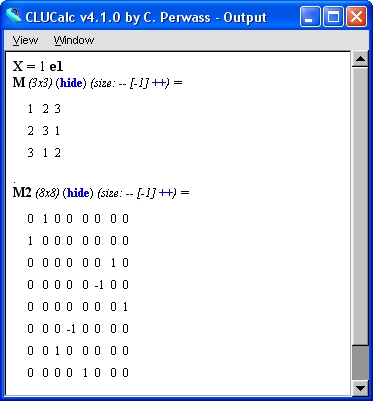 CLUCalc v4.1.0 by C. Perwass - Output
View Window
X = 1 e1
M (3x3) (hide) (size: -- [-1] ++) =
1 2 3
2 3 1
3 1 2
.
M2 (8x8) (hide) (size: -- [-1] ++) =
0 1 0 0 0 0 0 0
1 0 0 0 0 0 0 0
0 0 0 0 0 0 1 0
0 0 0 0 0 -1 0 0
0 0 0 0 0 0 0 1
0 0 0 -1 0 0 0 0
0 0 1 0 0 0 0 0
0 0 0 0 1 0 0 0